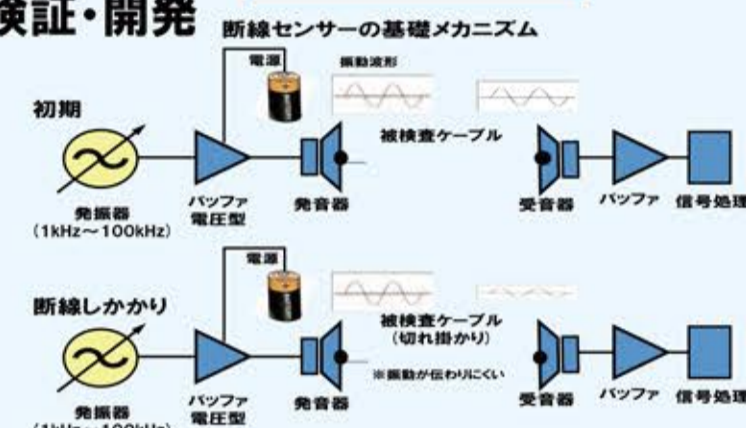 検証・開発
断線センサーの基礎メカニズム
電源
振動波形
初期
被検査ケーブル
発振器
(1kHz～100kHz)
バッファ
電圧型
発音器
受音器
バッファ
信号処理
電源
断線しかかり
被検査ケーブル
(切れ掛かり)
※振動が伝わりにくい
発振器
(1kHz～100kHz)
バッファ
電圧型
発音器
受音器
バッファ
信号処理